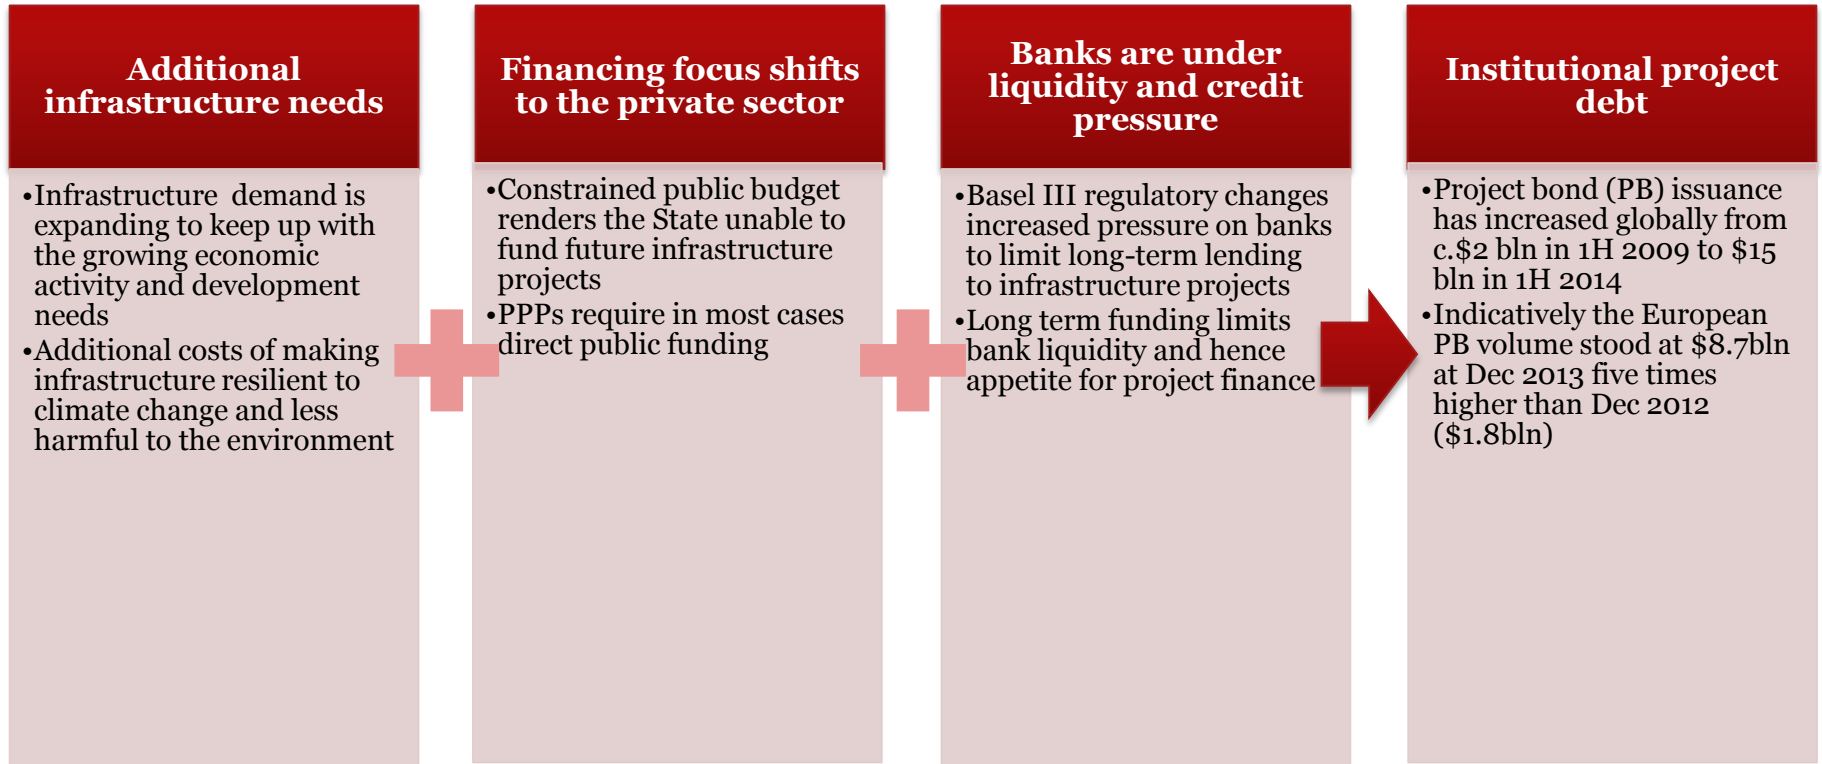 Additional
infrastructure needs
•Infrastructure  demand is
expanding to keep up with
the growing economic
activity and development
needs
•Additional costs of making
infrastructure resilient to
climate change and less
harmful to the environment
Financing focus shifts
to the private sector
•Constrained public budget
renders the State unable to
fund future infrastructure
projects
•PPPs require in most cases
direct public funding
Banks are under
liquidity and credit
pressure
•Basel III regulatory changes
increased pressure on banks
to limit long-term lending
to infrastructure projects
•Long term funding limits
bank liquidity and hence
appetite for project finance
Institutional project
debt
•Project bond (PB) issuance
has increased globally from
c.$2 bln in 1H 2009 to $15
bln in 1H 2014
•Indicatively the European
PB volume stood at $8.7bln
at Dec 2013 five times
higher than Dec 2012
($1.8bln)